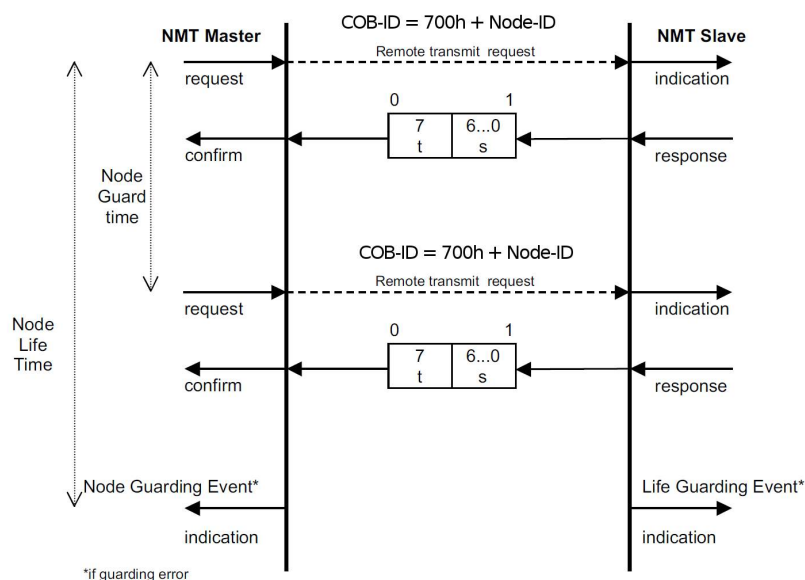 COB-ID = 700h + Node-ID
NMT Master
NMT Slave
Remote transmit request
request
indication
0 1
7 6...0
t s
confirm
response
Node
Guard
time
COB-ID = 700h + Node-ID
Remote transmit request
request
indication
Node
Life
Time
0 1
7 6...0
t s
confirm
response
Node Guarding Event*
Life Guarding Event*
indication
indication
*if guarding error